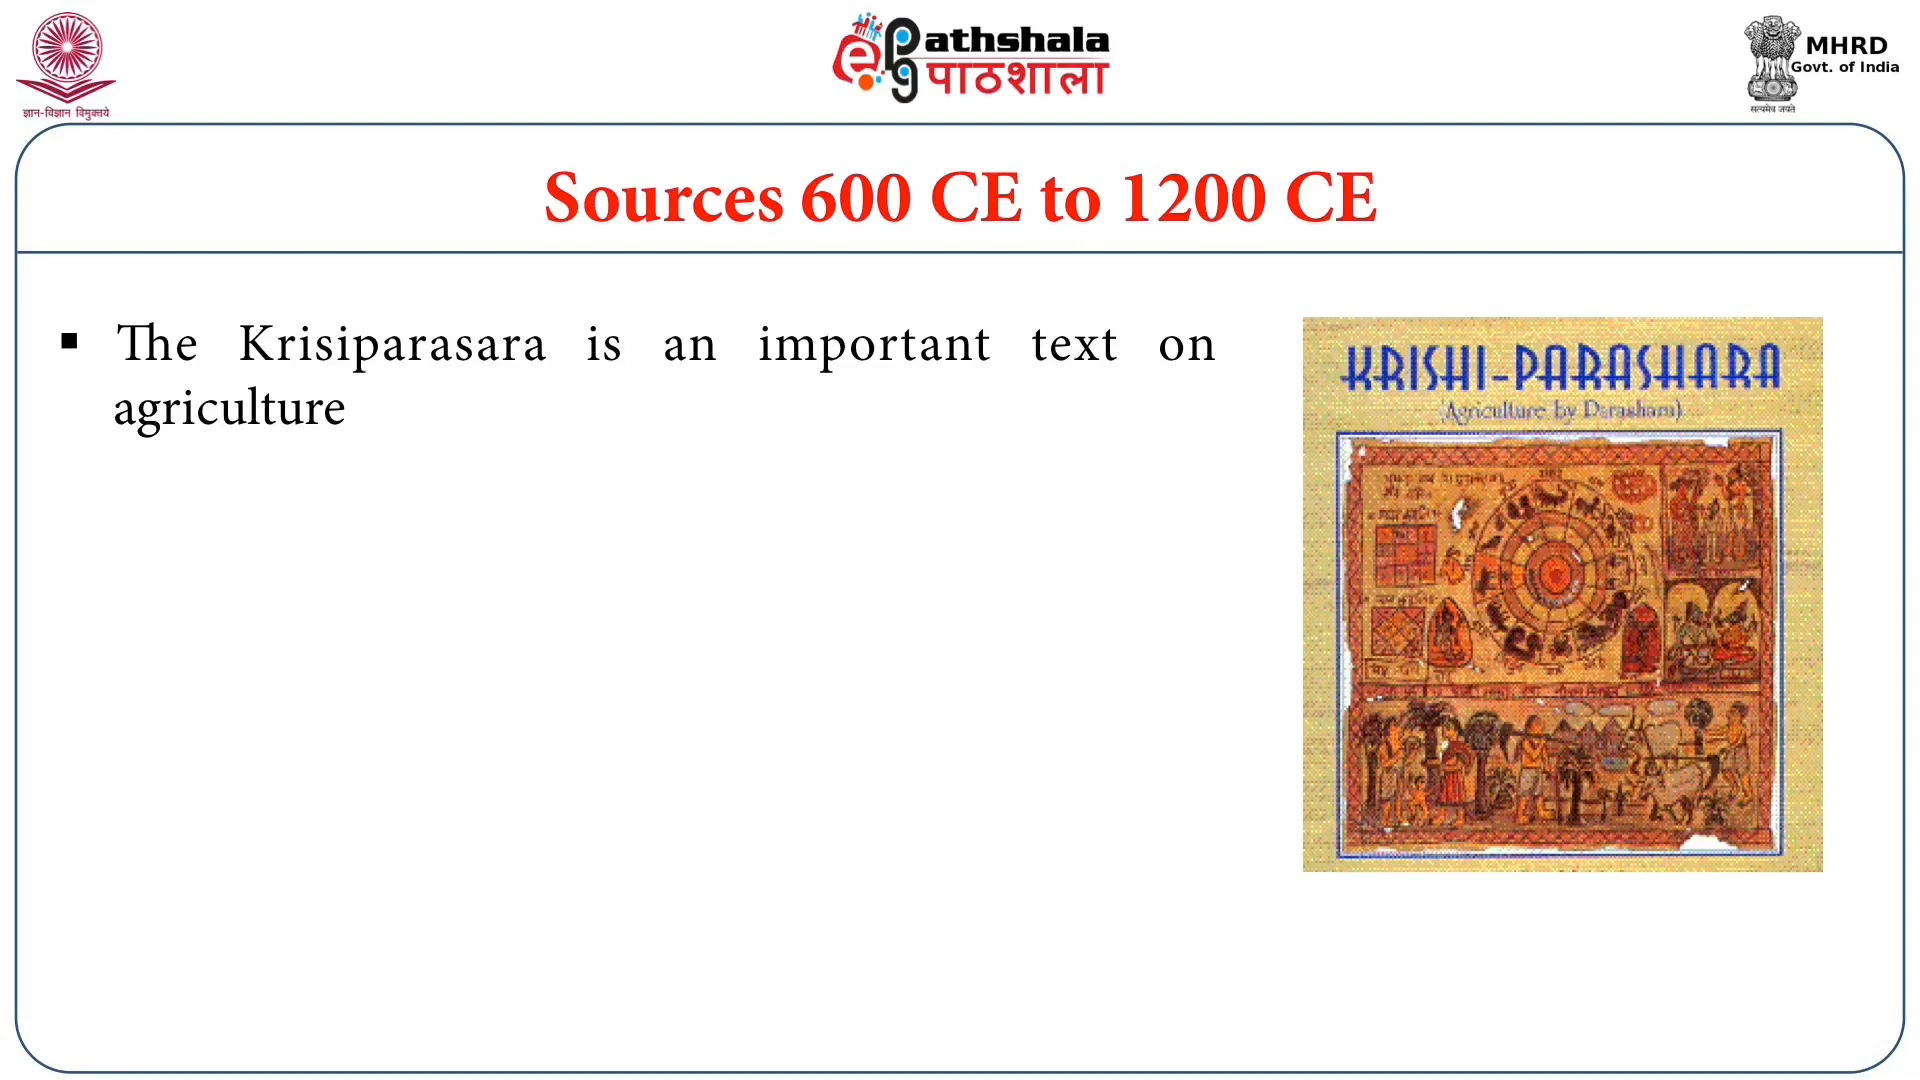 ज्ञान-विज्ञान विमुक्तये
e Pg athshala
पाठशाला
MHRD
Govt. of India
सत्यमेव जयते
Sources 600 CE to 1200 CE
▪ The Krisiparasara is an important text on
agriculture
KRISHI-PARASHARA
(Agriculture by Parashara)